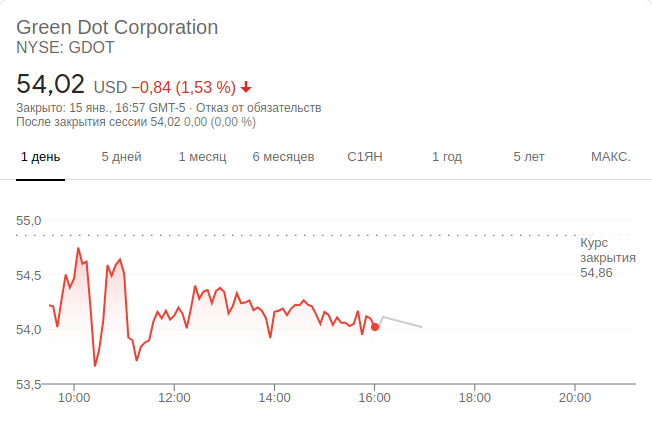 Green Dot Corporation
NYSE: GDOT
54,02 USD −0,84 (1,53 %)
Закрыто: 15 янв., 16:57 GMT-5 · Отказ от обязательств
После закрытия сессии 54,02 0,00 (0,00 %)
1 день 5 дней 1 месяц 6 месяцев С1ЯН 1 год 5 лет МАКС.
55,0
Курс
закрытия
54,86
54,5
54,0
53,5
10:00 12:00 14:00 16:00 18:00 20:00